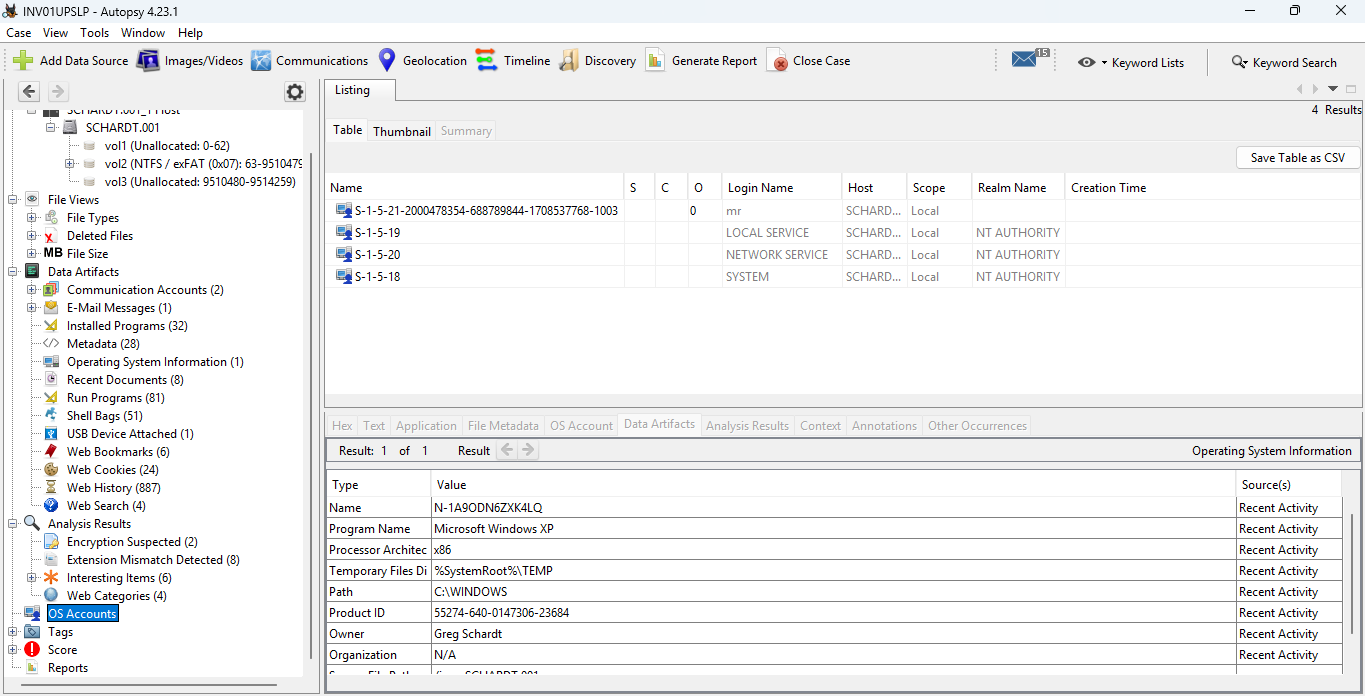 INV01UPSLP - Autopsy 4.23.1
Case View Tools Window Help
Add Data Source Images/Videos Communications Geolocation Timeline Discovery Generate Report Close Case 15 Keyword Lists Keyword Search
SCHARDT.001_1 Host
SCHARDT.001
vol1 (Unallocated: 0-62)
vol2 (NTFS / exFAT (0x07): 63-9510479
vol3 (Unallocated: 9510480-9514259)
File Views
File Types
Deleted Files
MB File Size
Data Artifacts
Communication Accounts (2)
E-Mail Messages (1)
Installed Programs (32)
Metadata (28)
Operating System Information (1)
Recent Documents (8)
Run Programs (81)
Shell Bags (51)
USB Device Attached (1)
Web Bookmarks (6)
Web Cookies (24)
Web History (887)
Web Search (4)
Analysis Results
Encryption Suspected (2)
Extension Mismatch Detected (8)
Interesting Items (6)
Web Categories (4)
OS Accounts
Tags
Score
Reports
Listing
4 Results
Table Thumbnail Summary
Save Table as CSV
Name S C O Login Name Host Scope Realm Name Creation Time
S-1-5-21-2000478354-688789844-1708537768-1003 0 mr SCHARD... Local
S-1-5-19 LOCAL SERVICE SCHARD... Local NT AUTHORITY
S-1-5-20 NETWORK SERVICE SCHARD... Local NT AUTHORITY
S-1-5-18 SYSTEM SCHARD... Local NT AUTHORITY
Hex Text Application File Metadata OS Account Data Artifacts Analysis Results Context Annotations Other Occurrences
Result: 1 of 1 Result Operating System Information
Type Value Source(s)
Name N-1A9ODN6ZXK4LQ Recent Activity
Program Name Microsoft Windows XP Recent Activity
Processor Architec x86 Recent Activity
Temporary Files Di %SystemRoot%\TEMP Recent Activity
Path C:\WINDOWS Recent Activity
Product ID 55274-640-0147306-23684 Recent Activity
Owner Greg Schardt Recent Activity
Organization N/A Recent Activity